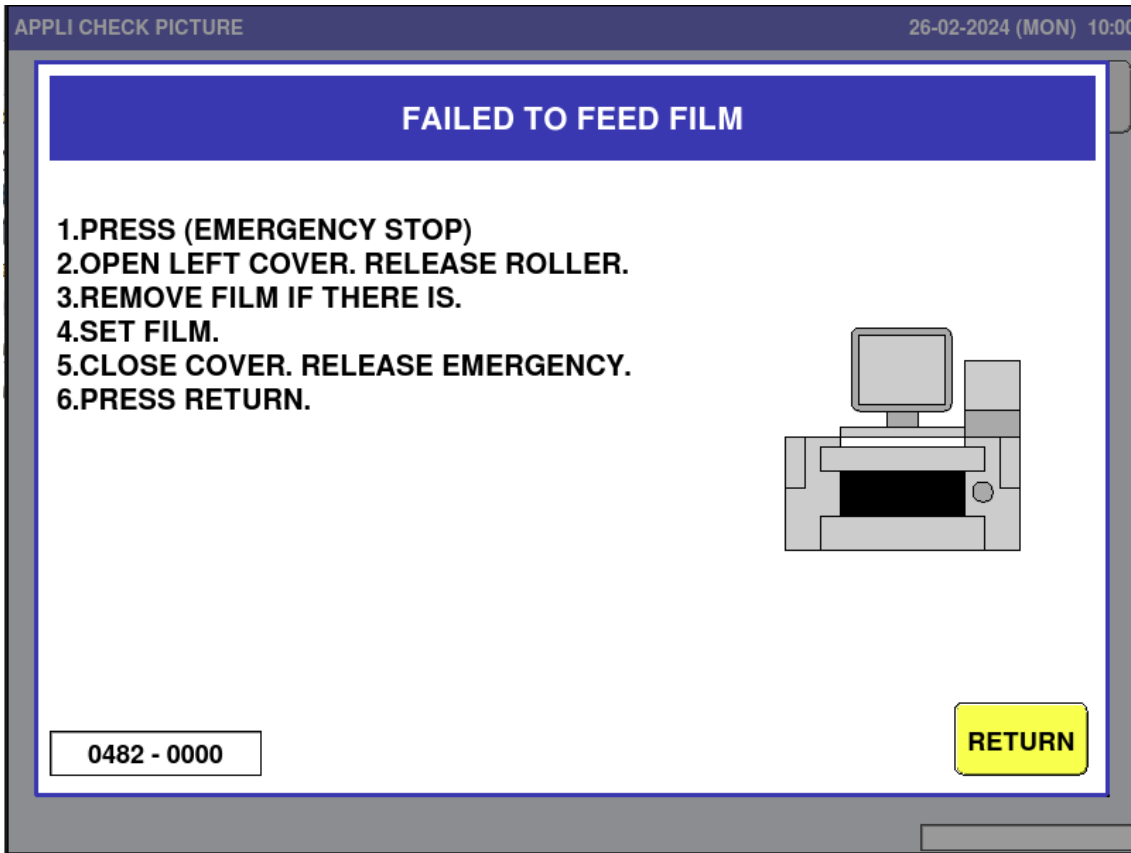 APPLI CHECK PICTURE 26-02-2024 (MON) 10:00
FAILED TO FEED FILM
1.PRESS (EMERGENCY STOP)
2.OPEN LEFT COVER. RELEASE ROLLER.
3.REMOVE FILM IF THERE IS.
4.SET FILM.
5.CLOSE COVER. RELEASE EMERGENCY.
6.PRESS RETURN.
0482 - 0000
RETURN